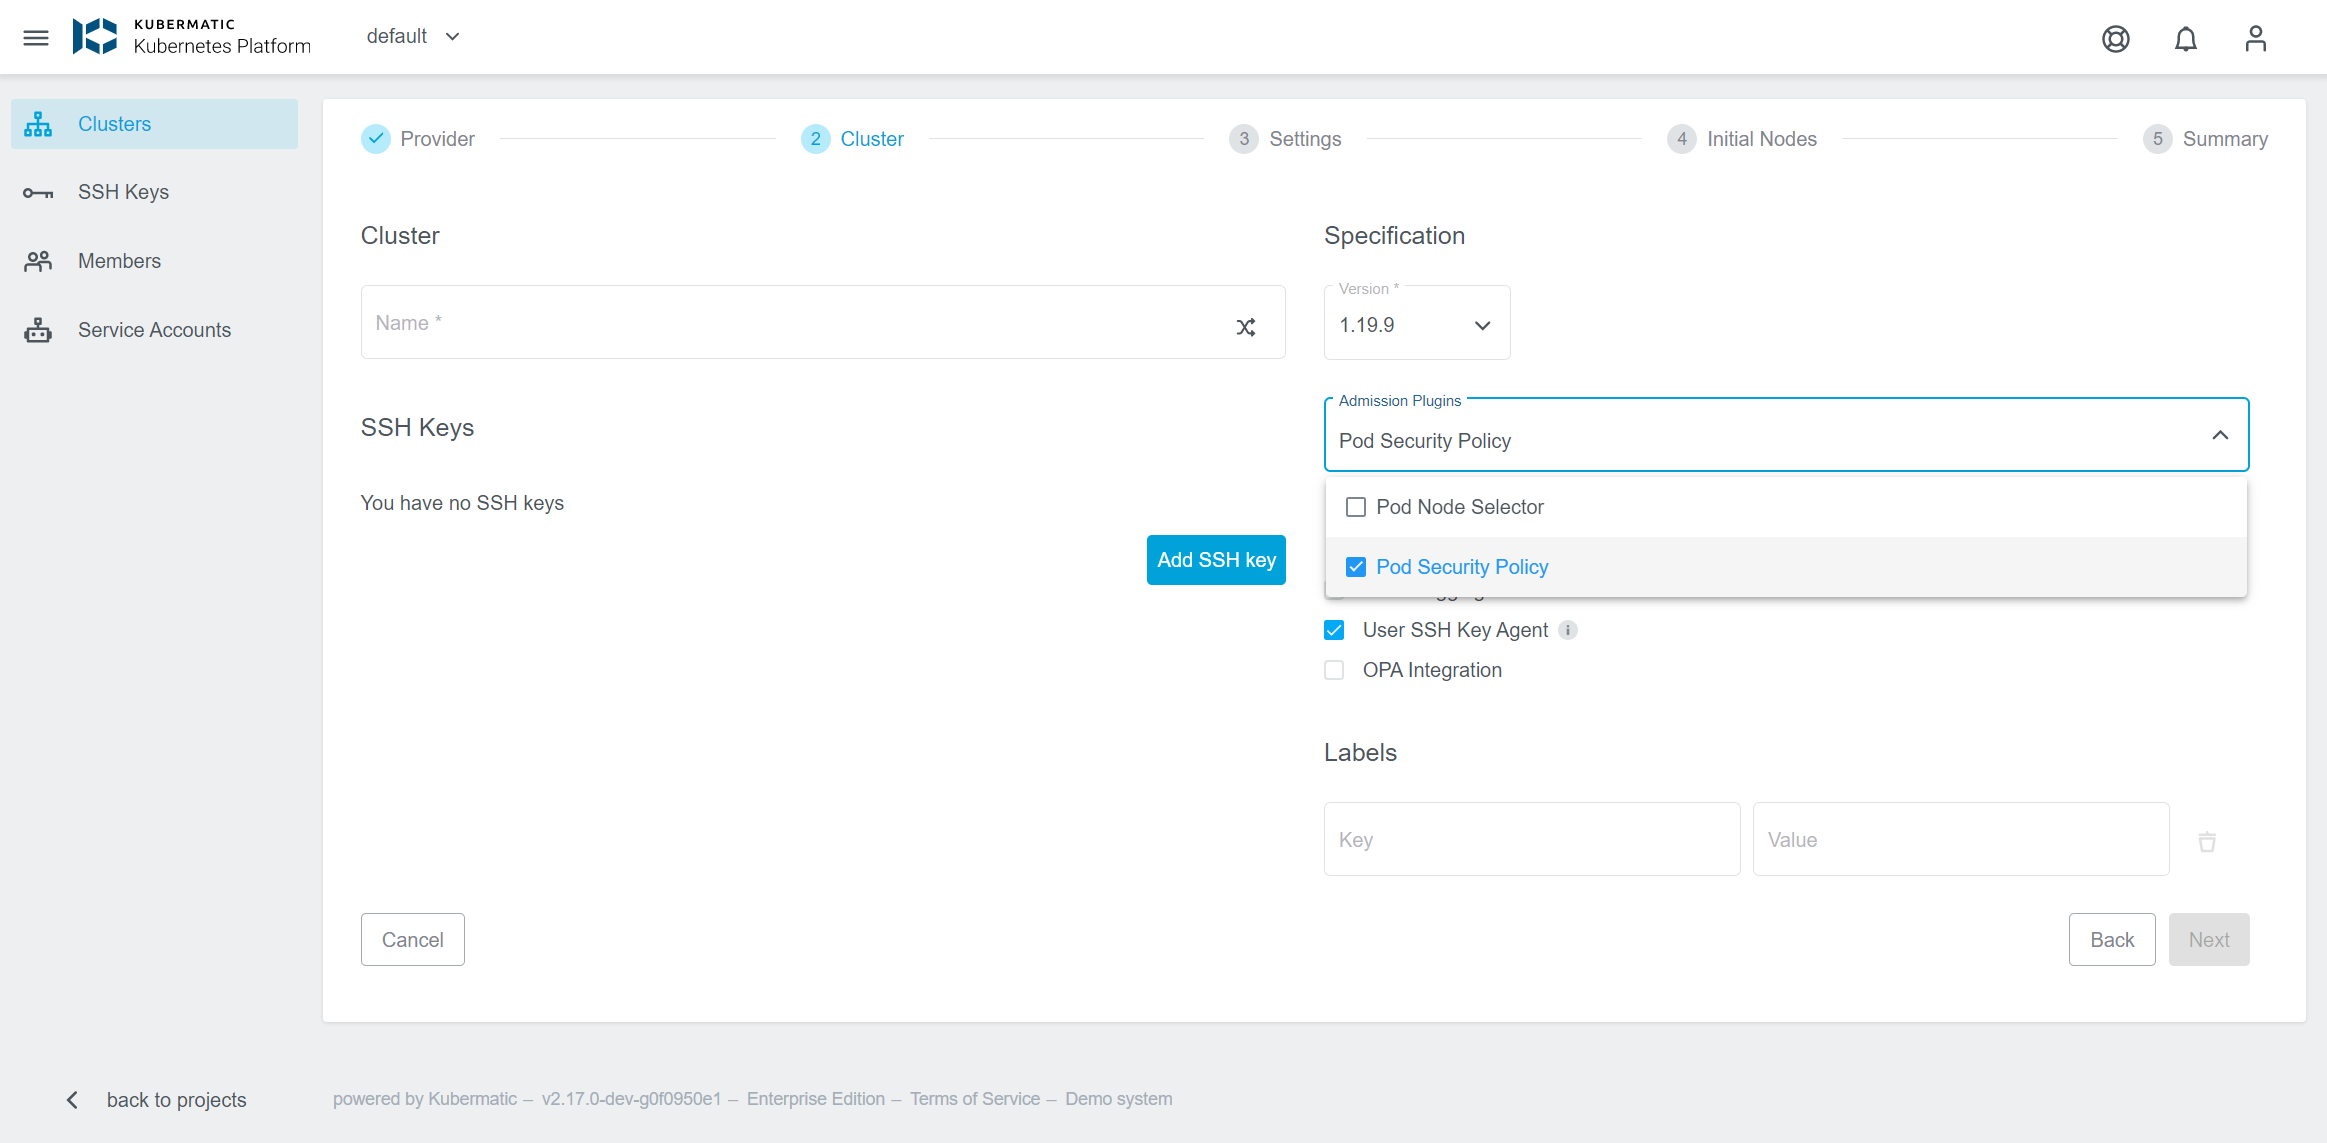 KUBERMATIC
Kubernetes Platform
default
Clusters
SSH Keys
Members
Service Accounts
Provider
2 Cluster
3 Settings
4 Initial Nodes
5 Summary
Cluster
Name *
SSH Keys
You have no SSH keys
Add SSH key
Specification
Version *
1.19.9
Admission Plugins
Pod Security Policy
Pod Node Selector
Pod Security Policy
User SSH Key Agent i
OPA Integration
Labels
Key
Value
Cancel
Back
Next
back to projects
powered by Kubermatic – v2.17.0-dev-g0f0950e1 – Enterprise Edition – Terms of Service – Demo system